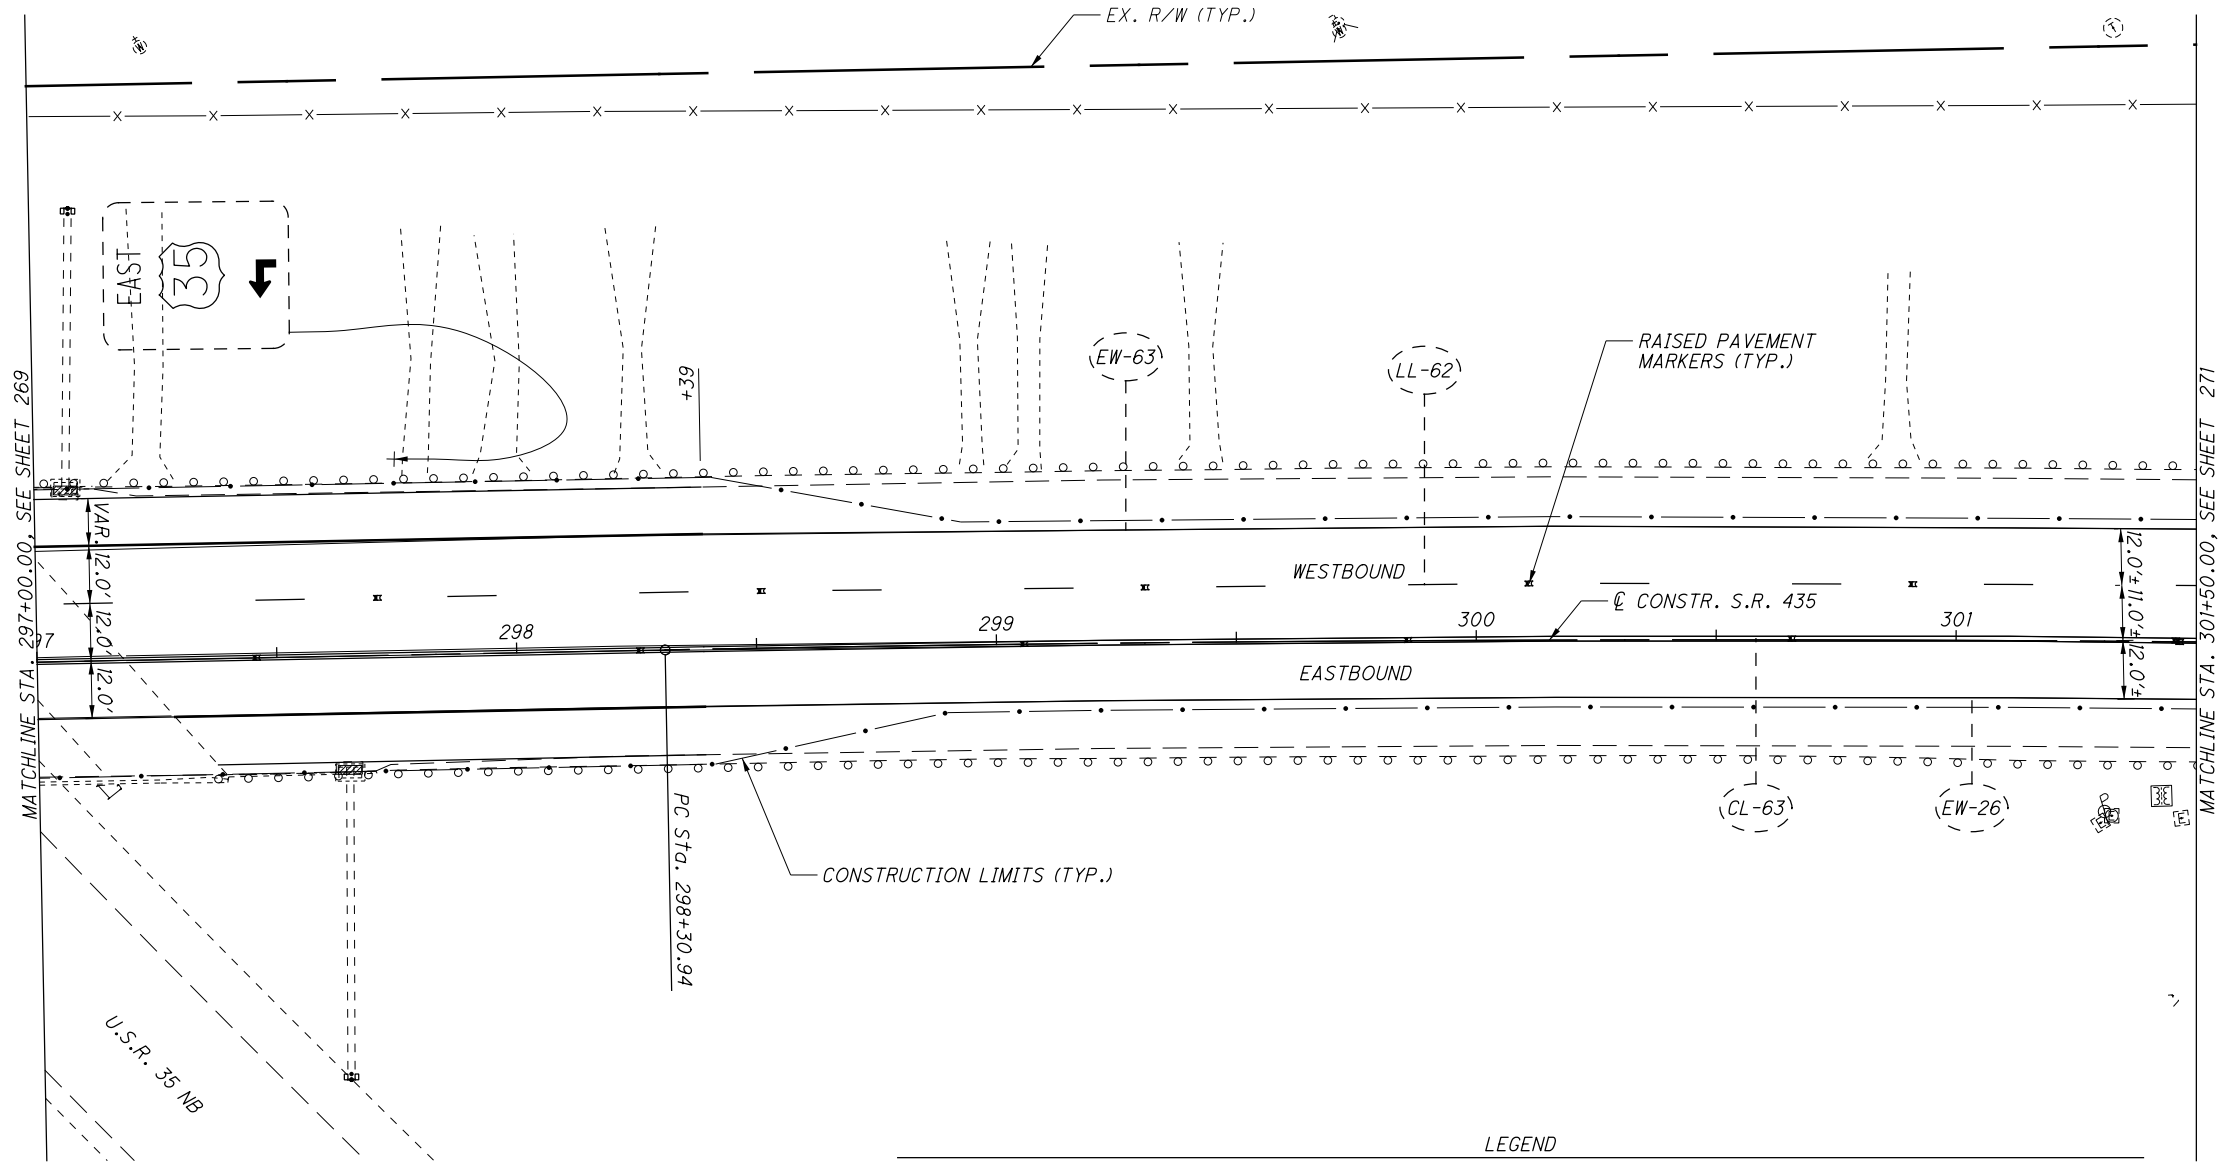 EX. R/W (TYP.)
W
T
EAST
35
+39
EW-63
LL-62
RAISED PAVEMENT
MARKERS (TYP.)
MATCHLINE STA. 297+00.00, SEE SHEET 269
MATCHLINE STA. 301+50.00, SEE SHEET 271
VAR
12.0'
12.0'
12.0'
WESTBOUND
12.0'±
11.0'±
12.0'±
℄ CONSTR. S.R. 435
97
298
299
300
301
EASTBOUND
PC Sta. 298+30.94
CL-63
EW-26
E
E
CONSTRUCTION LIMITS (TYP.)
U.S.R. 35 NB
LEGEND